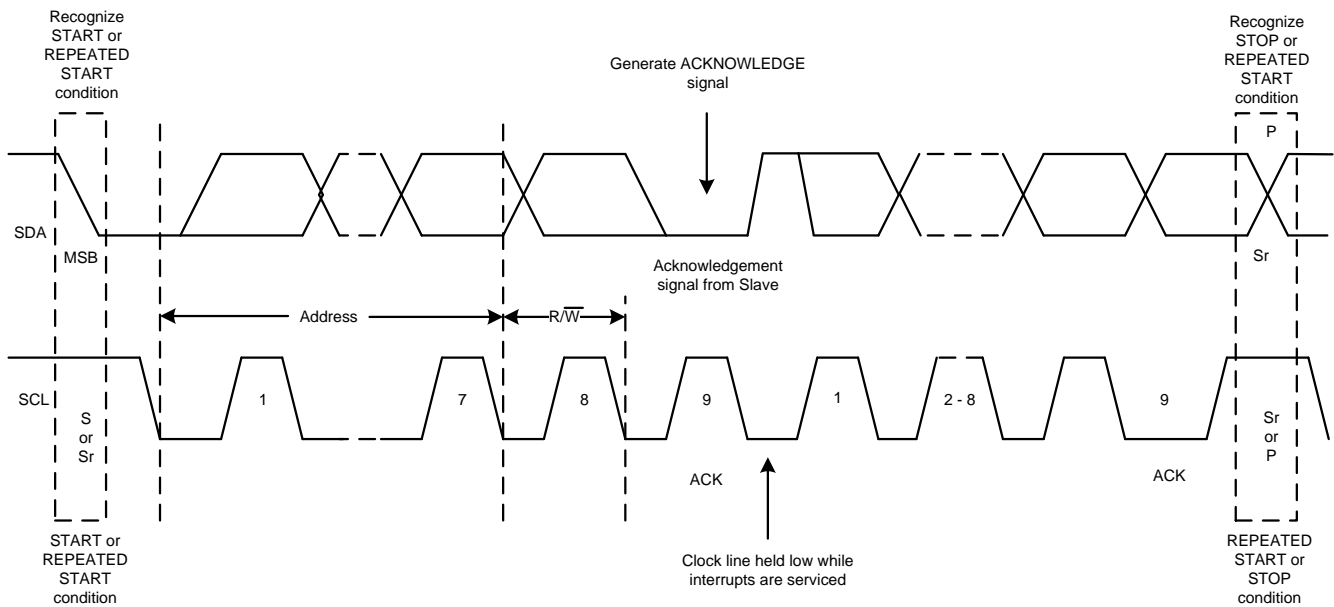 Recognize
START or
REPEATED
START
condition
Recognize
STOP or
REPEATED
START
condition
Generate ACKNOWLEDGE
signal
P
SDA
MSB
Acknowledgement
signal from Slave
Sr
Address
R/W̅
SCL
S
or
Sr
1
7
8
9
1
2 - 8
9
Sr
or
P
ACK
ACK
START or
REPEATED
START
condition
Clock line held low while
interrupts are serviced
REPEATED
START or
STOP
condition